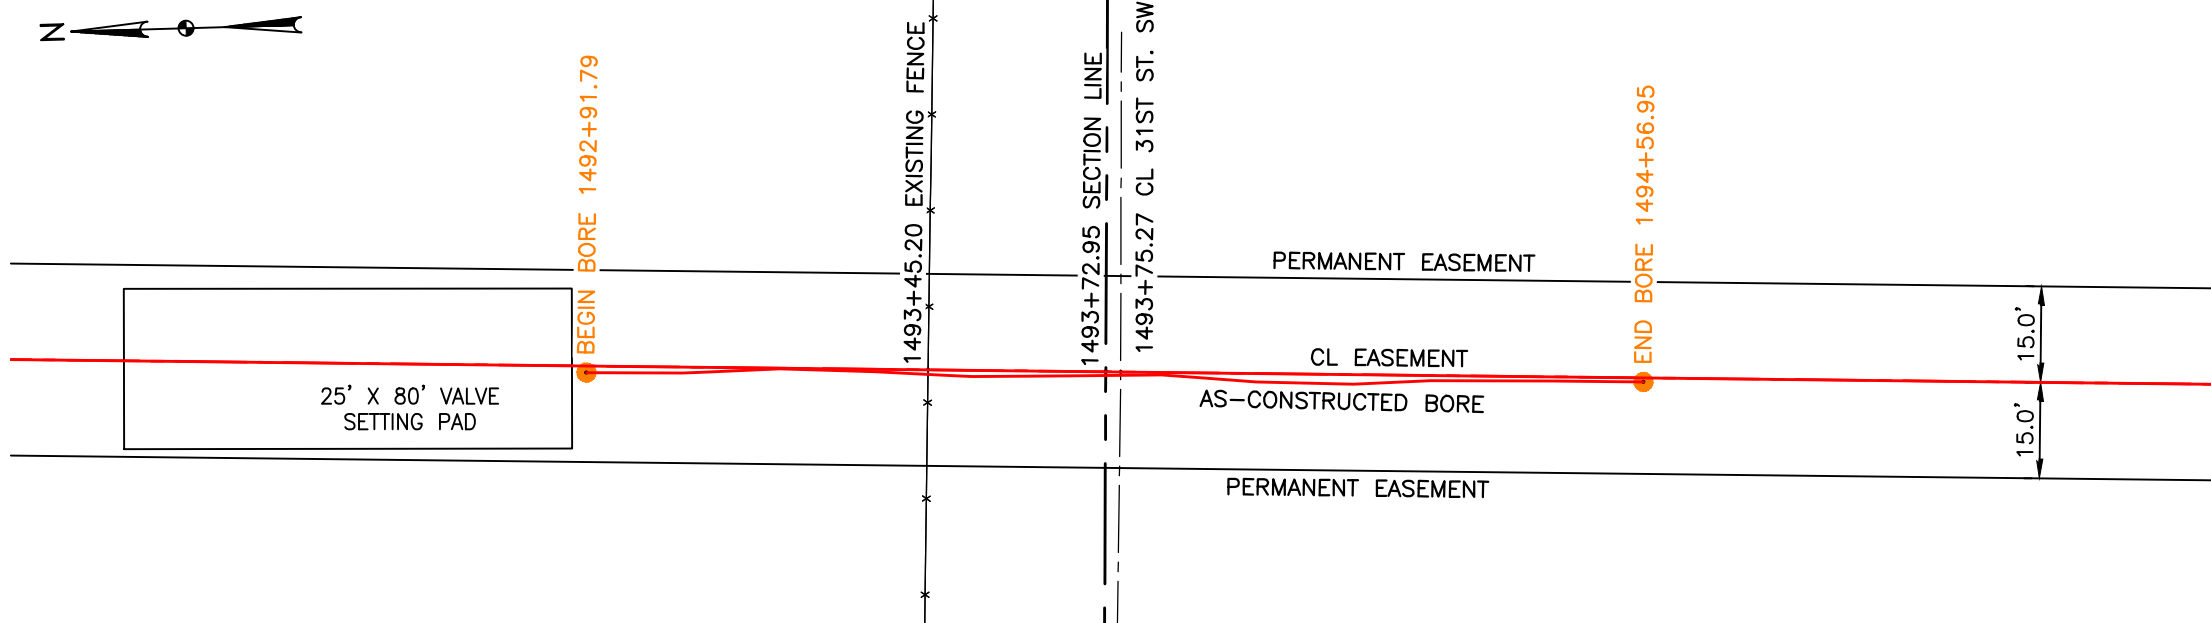 N
BEGIN BORE 1492+91.79
1493+45.20 EXISTING FENCE
1493+72.95 SECTION LINE
1493+75.27 CL 31ST ST. SW
END BORE 1494+56.95
PERMANENT EASEMENT
CL EASEMENT
15.0'
25' X 80' VALVE
SETTING PAD
AS-CONSTRUCTED BORE
15.0'
PERMANENT EASEMENT